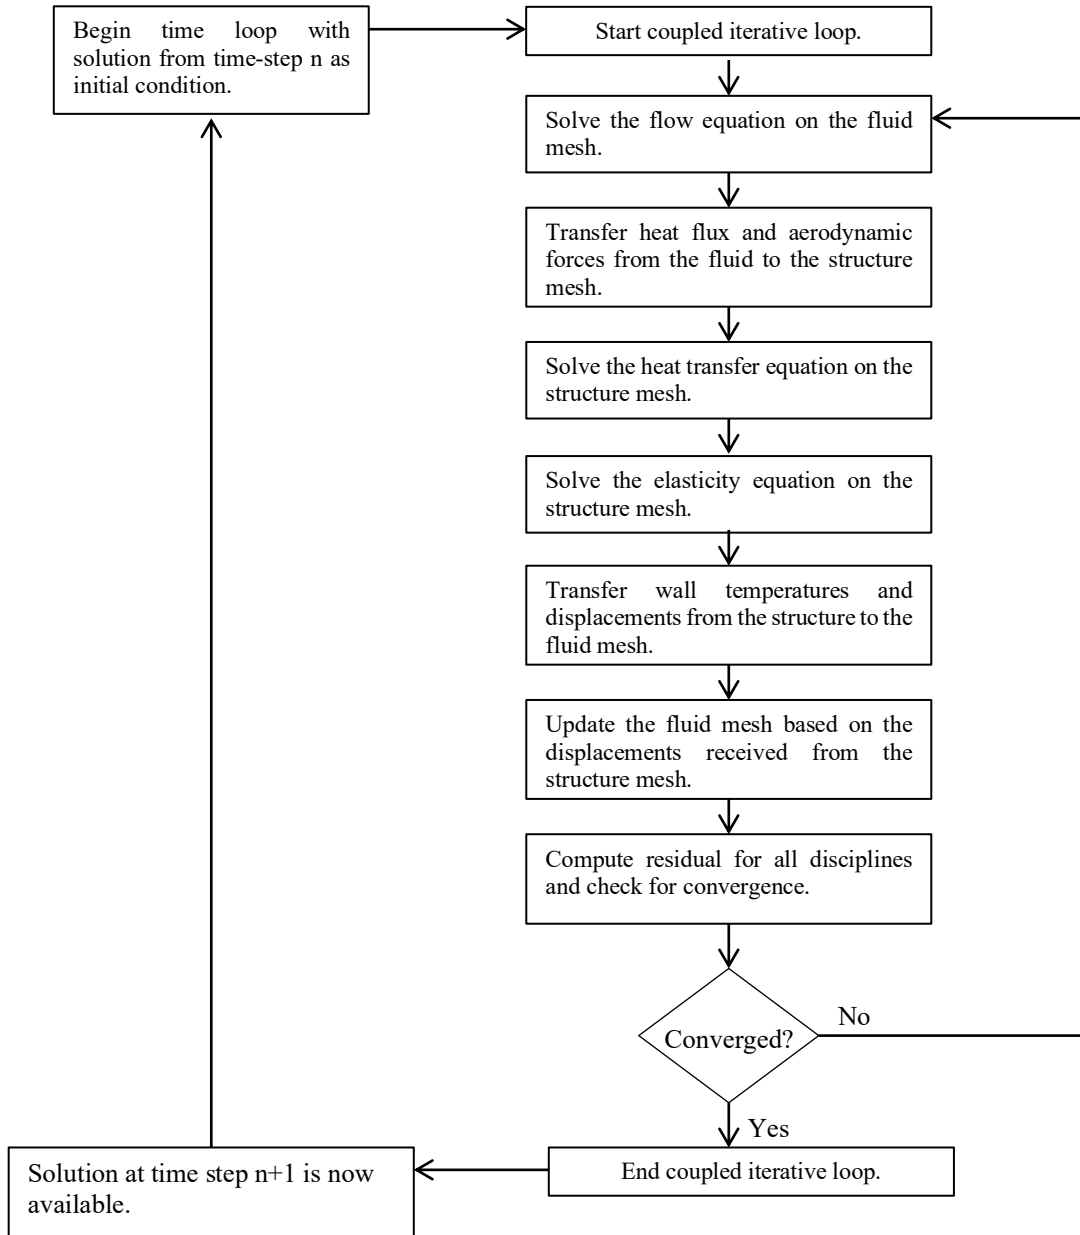 Begin time loop with
solution from time-step n as
initial condition.
Start coupled iterative loop.
Solve the flow equation on the fluid
mesh.
Transfer heat flux and aerodynamic
forces from the fluid to the structure
mesh.
Solve the heat transfer equation on the
structure mesh.
Solve the elasticity equation on the
structure mesh.
Transfer wall temperatures and
displacements from the structure to the
fluid mesh.
Update the fluid mesh based on the
displacements received from the
structure mesh.
Compute residual for all disciplines
and check for convergence.
Converged?
No
Yes
End coupled iterative loop.
Solution at time step n+1 is now
available.